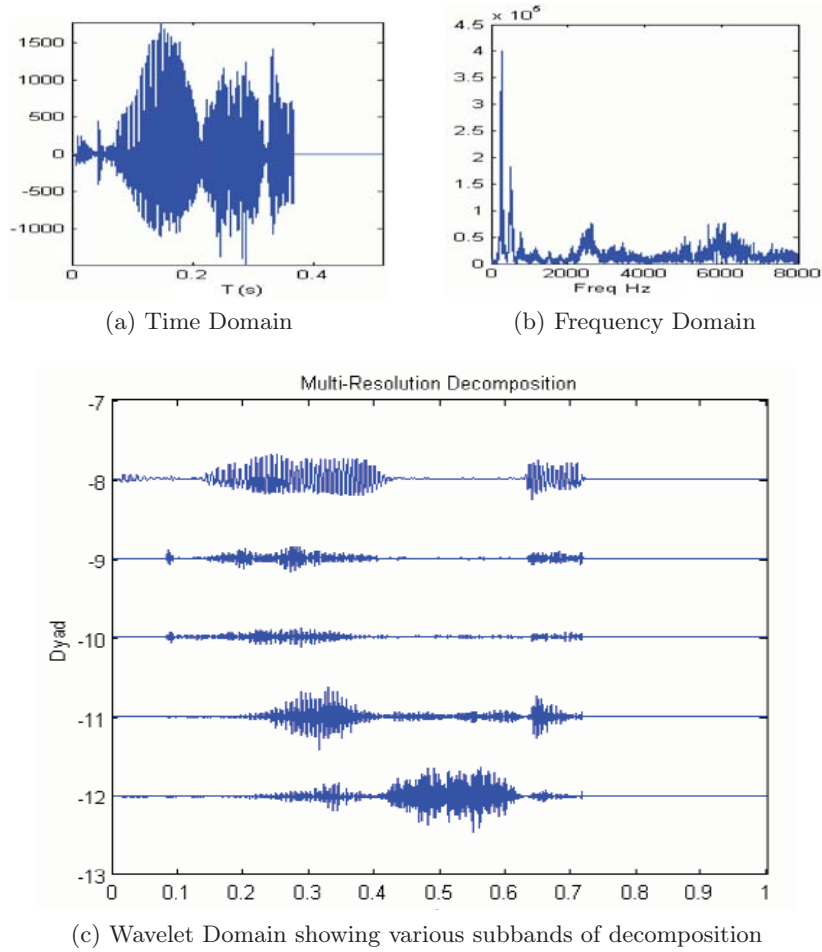 1500
1000
500
0
-500
-1000
0 0.2 0.4
T (s)
(a) Time Domain
× 10⁵
4.5
4
3.5
3
2.5
2
1.5
1
0.5
0
0 2000 4000 6000 8000
Freq Hz
(b) Frequency Domain
Multi-Resolution Decomposition
-7
-8
-9
-10
-11
-12
-13
Dyad
0 0.1 0.2 0.3 0.4 0.5 0.6 0.7 0.8 0.9 1
(c) Wavelet Domain showing various subbands of decomposition